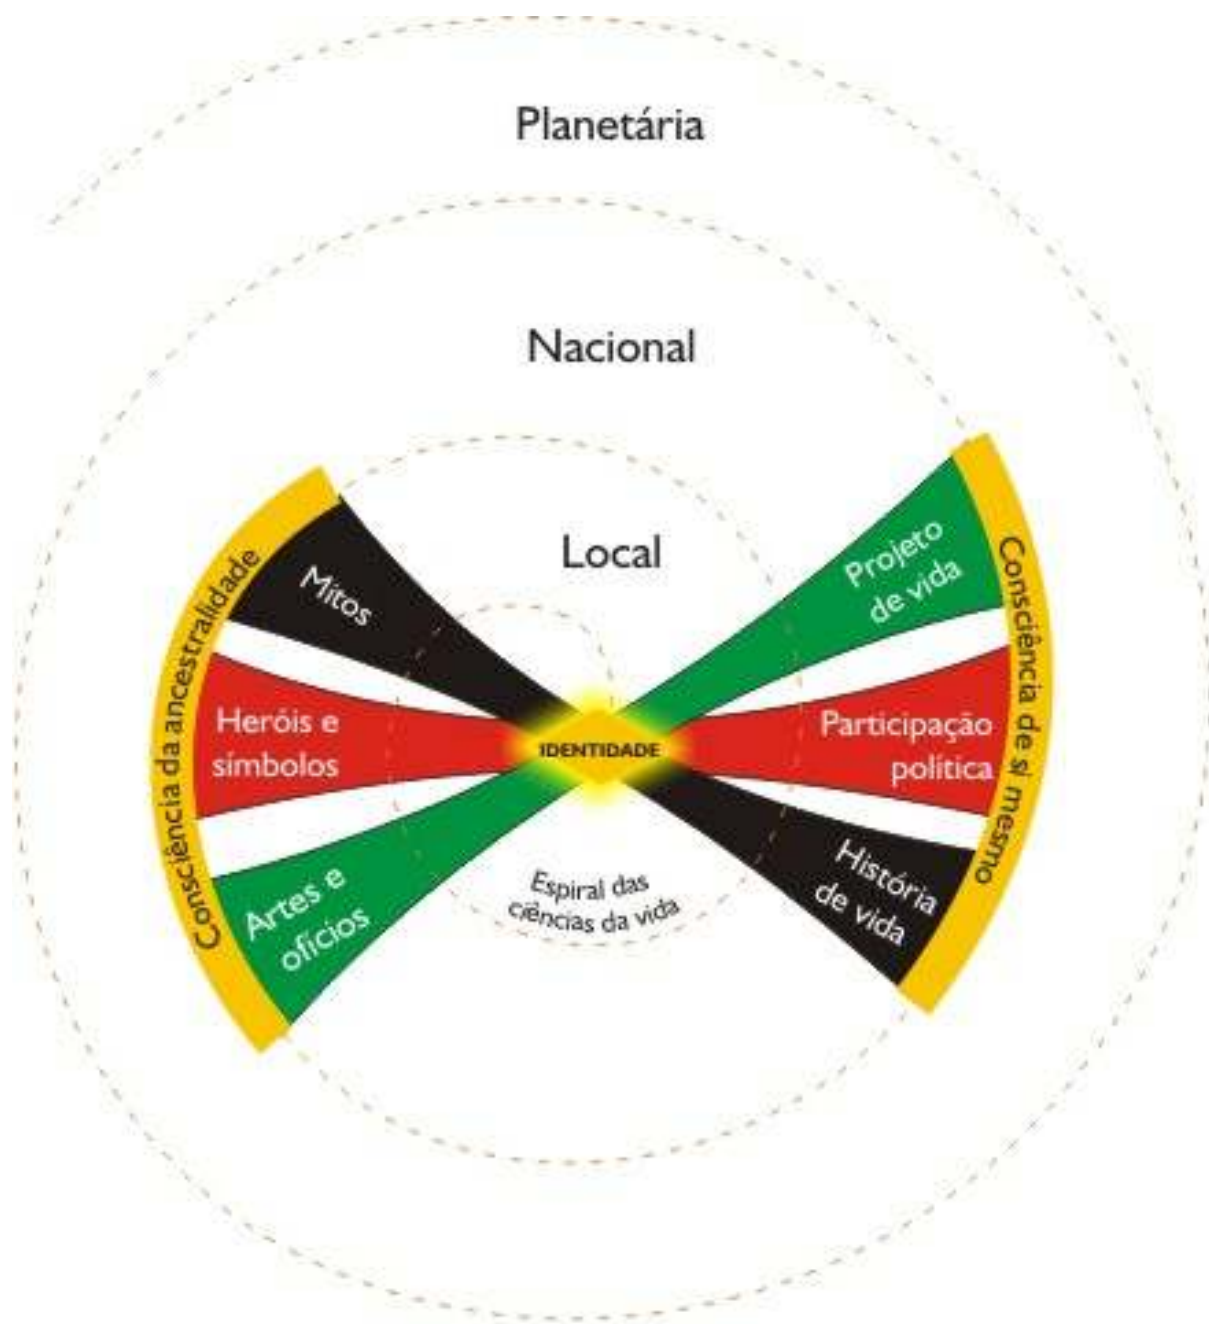 Planetária
Nacional
Local
Consciência da ancestralidade
Mitos
Heróis e
símbolos
Artes e
ofícios
IDENTIDADE
Projeto
de vida
Participação
política
História
de vida
Consciência de si mesmo
Espiral das
ciências da vida